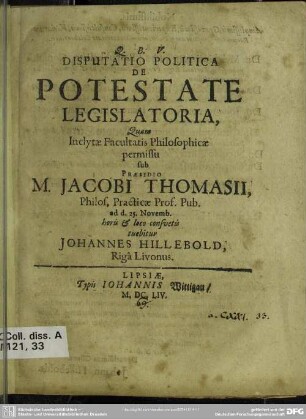 Q. B. V.
DISPUTATIO POLITICA
DE
POTESTATE
LEGISLATORIA,
Quam
Inclytæ Facultatis Philosophicæ
permissu
sub
PRÆSIDIO
M. JACOBI THOMASII,
Philos. Practicæ Prof. Pub.
ad d. 25. Novemb.
horis & loco consvetis
tuebitur
JOHANNES HILLEBOLD,
Rigâ Livonus.
LIPSIÆ,
Typis JOHANNIS Wittigau/
M, DC, LIV.
Coll. diss. A
121, 33
33.